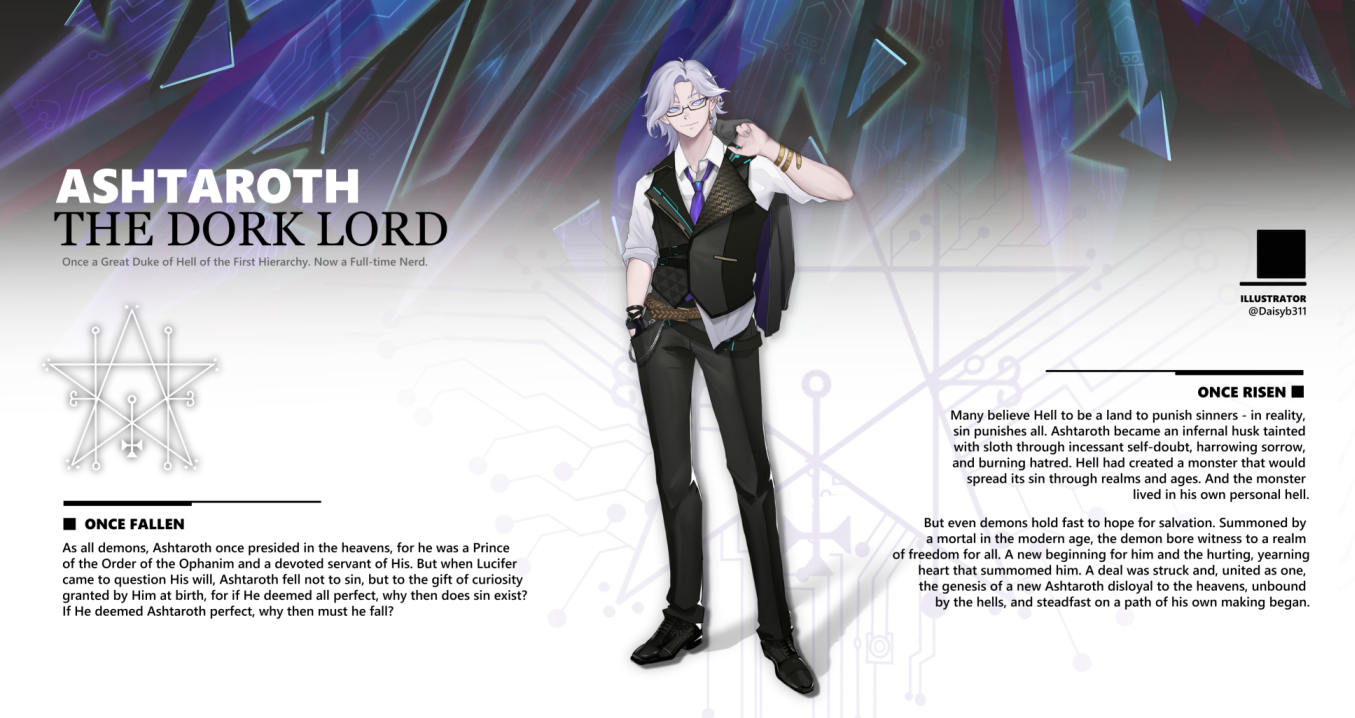 ASHTAROTH
THE DORK LORD
Once a Great Duke of Hell of the First Hierarchy. Now a Full-time Nerd.
ONCE FALLEN
As all demons, Ashtaroth once presided in the heavens, for he was a Prince
of the Order of the Ophanim and a devoted servant of His. But when Lucifer
came to question His will, Ashtaroth fell not to sin, but to the gift of curiosity
granted by Him at birth, for if He deemed all perfect, why then does sin exist?
If He deemed Ashtaroth perfect, why then must he fall?
ILLUSTRATOR
@Daisyb311
ONCE RISEN
Many believe Hell to be a land to punish sinners - in reality,
sin punishes all. Ashtaroth became an infernal husk tainted
with sloth through incessant self-doubt, harrowing sorrow,
and burning hatred. Hell had created a monster that would
spread its sin through realms and ages. And the monster
lived in his own personal hell.
But even demons hold fast to hope for salvation. Summoned by
a mortal in the modern age, the demon bore witness to a realm
of freedom for all. A new beginning for him and the hurting, yearning
heart that summomed him. A deal was struck and, united as one,
the genesis of a new Ashtaroth disloyal to the heavens, unbound
by the hells, and steadfast on a path of his own making began.